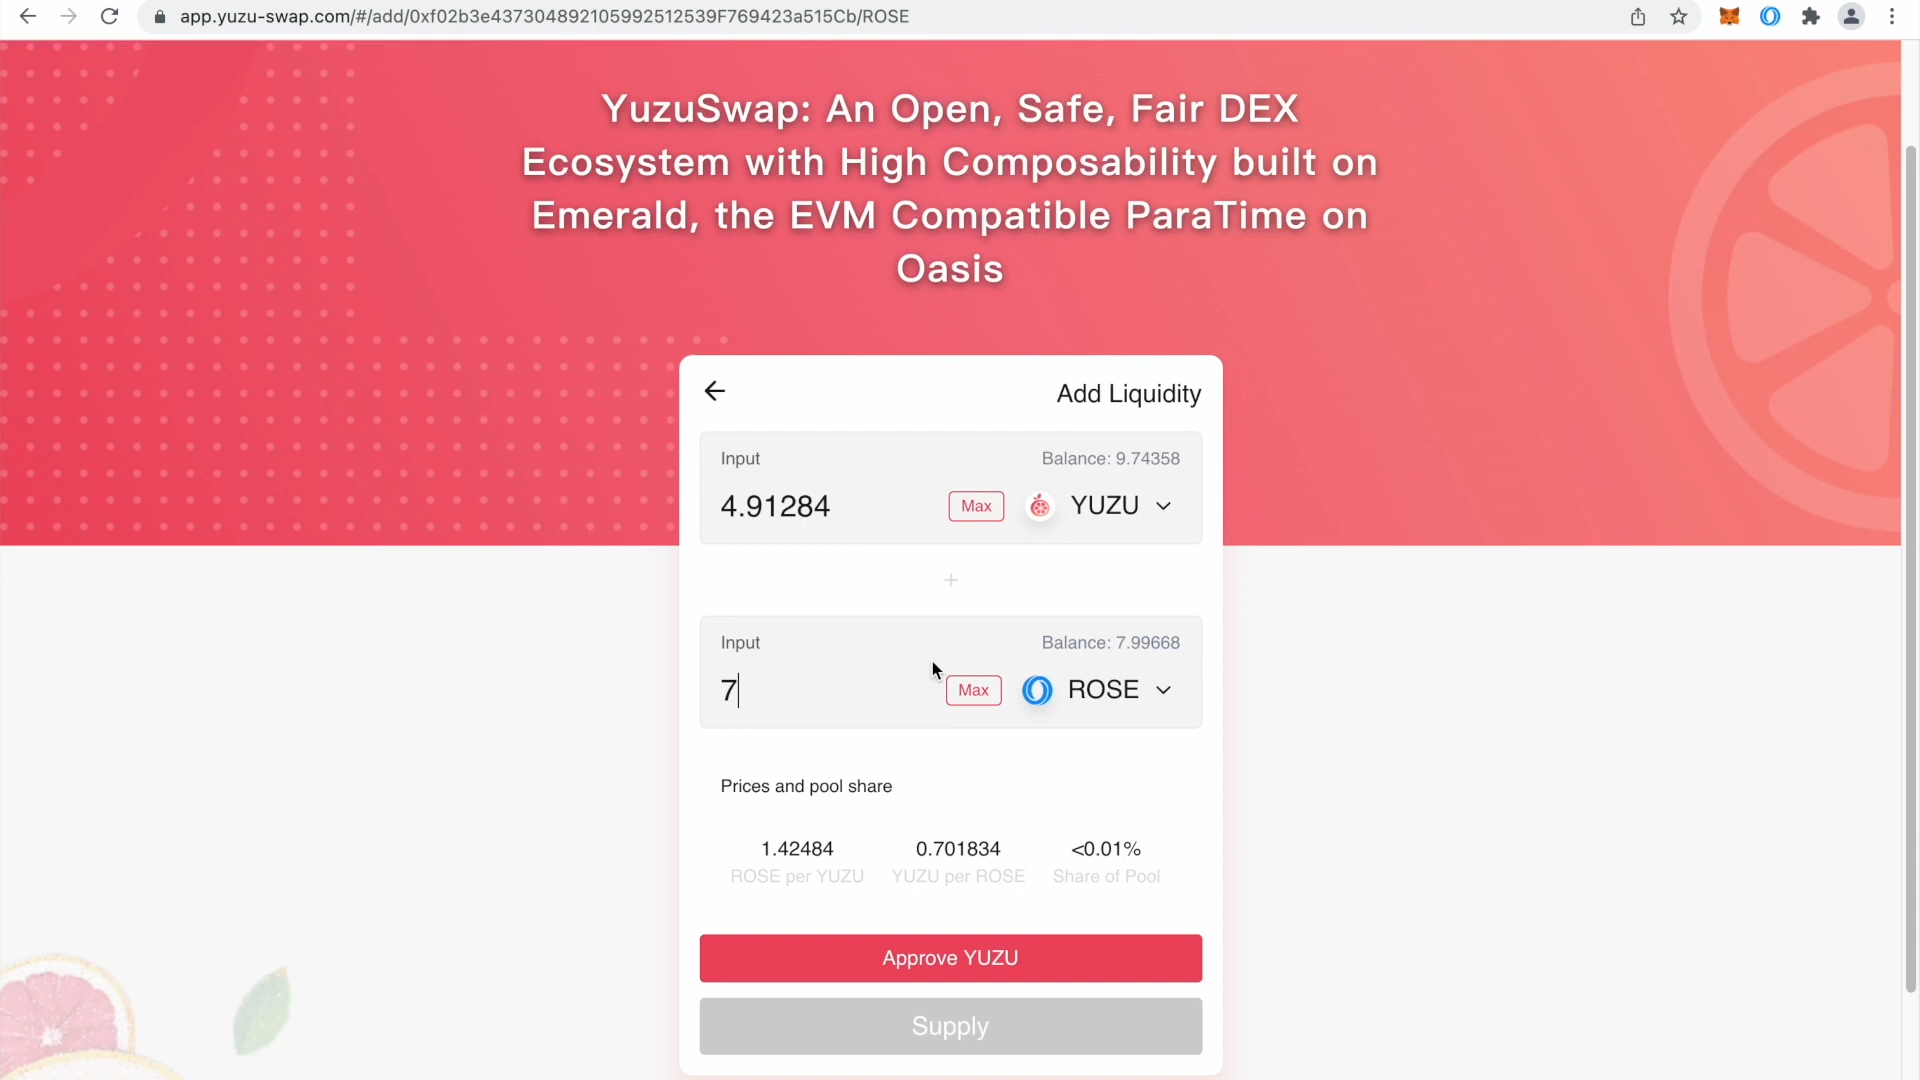 app.yuzu-swap.com/#/add/0xf02b3e437304892105992512539F769423a515Cb/ROSE
YuzuSwap: An Open, Safe, Fair DEX
Ecosystem with High Composability built on
Emerald, the EVM Compatible ParaTime on
Oasis
Add Liquidity
Input Balance: 9.74358
4.91284 Max YUZU
+
Input Balance: 7.99668
7 Max ROSE
Prices and pool share
1.42484 0.701834 <0.01%
ROSE per YUZU YUZU per ROSE Share of Pool
Approve YUZU
Supply